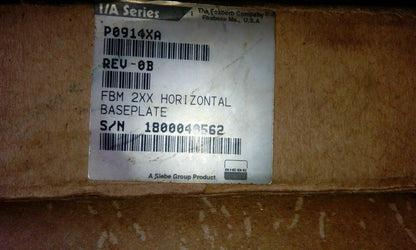 I/A Series
The Foxboro Company
Foxboro Ma., U.S.A
P0914XA
REV-0B
FBM 2XX HORIZONTAL
BASEPLATE
S/N 1800040562
A Siebe Group Product